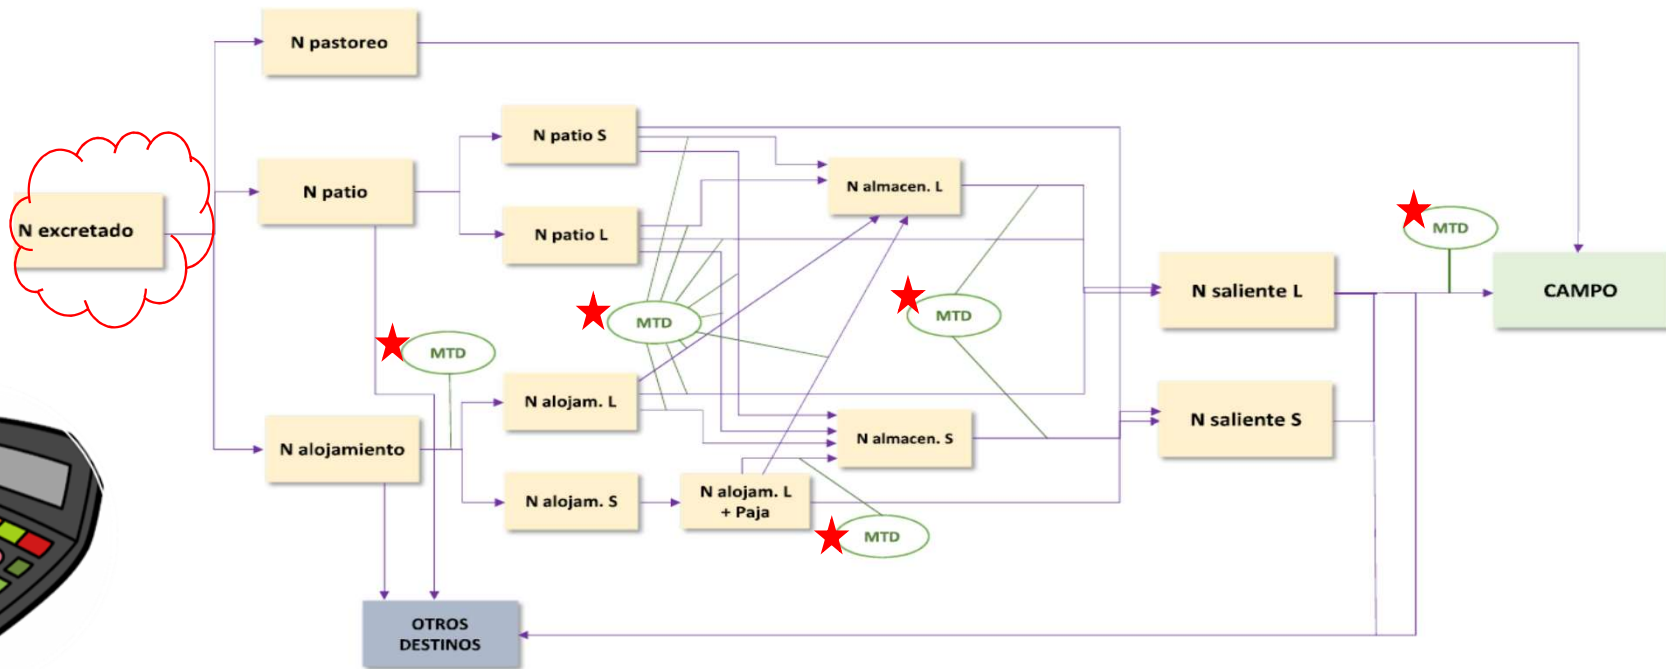 N pastoreo
N patio S
N patio
N almacen. L
N patio L
N excretado
MTD
N saliente L
CAMPO
MTD
MTD
MTD
N alojam. L
N saliente S
N almacen. S
N alojamiento
N alojam. S
N alojam. L
+ Paja
MTD
OTROS
DESTINOS